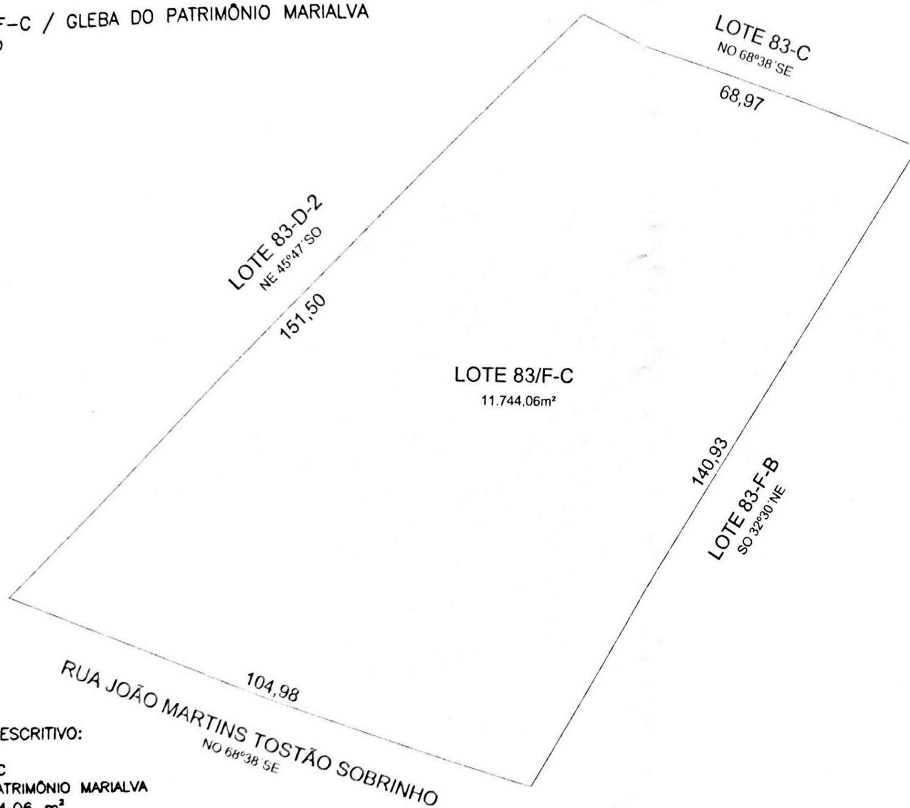 F-C / GLEBA DO PATRIMÔNIO MARIALVA
LOTE 83-C
NO 68°38'SE
68,97
LOTE 83-D-2
NE 45°47'SO
151,50
LOTE 83/F-C
11.744,06m²
140,93
LOTE 83-F-B
SO 32°30'NE
104,98
RUA JOÃO MARTINS TOSTÃO SOBRINHO
NO 68°38'SE
ESCRITIVO:
C
ATRIMÔNIO MARIALVA
4,06 m²